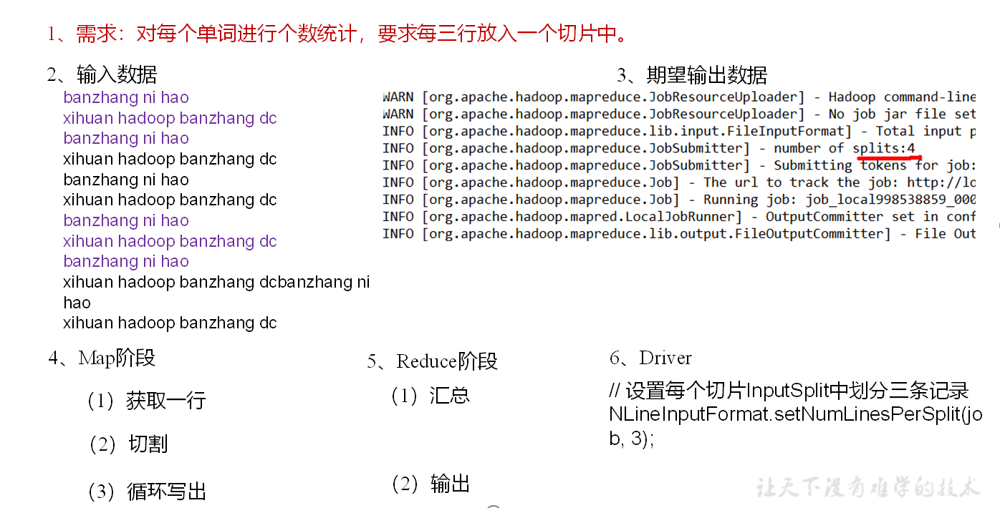 1、需求：对每个单词进行个数统计，要求每三行放入一个切片中。
2、输入数据
banzhang ni hao
xihuan hadoop banzhang dc
banzhang ni hao
xihuan hadoop banzhang dc
banzhang ni hao
xihuan hadoop banzhang dc
banzhang ni hao
xihuan hadoop banzhang dc
banzhang ni hao
xihuan hadoop banzhang dcbanzhang ni
hao
xihuan hadoop banzhang dc
3、期望输出数据
WARN [org.apache.hadoop.mapreduce.JobResourceUploader] - Hadoop command-line
WARN [org.apache.hadoop.mapreduce.JobResourceUploader] - No job jar file set
INFO [org.apache.hadoop.mapreduce.lib.input.FileInputFormat] - Total input p
INFO [org.apache.hadoop.mapreduce.JobSubmitter] - number of splits:4
INFO [org.apache.hadoop.mapreduce.JobSubmitter] - Submitting tokens for job:
INFO [org.apache.hadoop.mapreduce.Job] - The url to track the job: http://lo
INFO [org.apache.hadoop.mapreduce.Job] - Running job: job_local998538859_000
INFO [org.apache.hadoop.mapred.LocalJobRunner] - OutputCommitter set in conf
INFO [org.apache.hadoop.mapreduce.lib.output.FileOutputCommitter] - File Out
4、Map阶段
（1）获取一行
（2）切割
（3）循环写出
5、Reduce阶段
（1）汇总
（2）输出
6、Driver
// 设置每个切片InputSplit中划分三条记录
NLineInputFormat.setNumLinesPerSplit(jo
b, 3);
让天下没有难学的技术